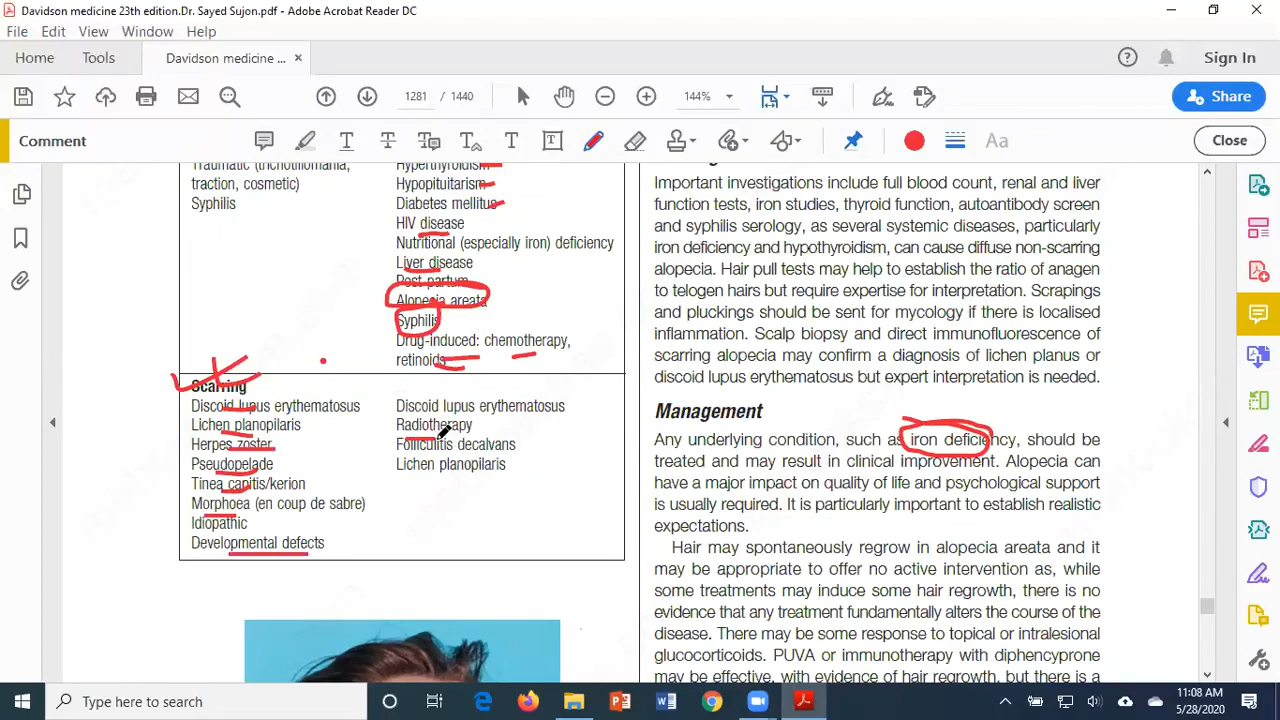 Davidson medicine 23th edition.Dr. Sayed Sujon.pdf - Adobe Acrobat Reader DC
File Edit View Window Help
Home Tools Davidson medicine ... × Sign In
1281 / 1440 144% Share
Comment Aa Close
Traumatic (trichotillomania,
traction, cosmetic)
Syphilis
Hyperthyroidism
Hypopituitarism
Diabetes mellitus
HIV disease
Nutritional (especially iron) deficiency
Liver disease
Post partum
Alopecia areata
Syphilis
Drug-induced: chemotherapy,
retinoids
Scarring
Discoid lupus erythematosus
Lichen planopilaris
Herpes zoster
Pseudopelade
Tinea capitis/kerion
Morphoea (en coup de sabre)
Idiopathic
Developmental defects
Discoid lupus erythematosus
Radiotherapy
Folliculitis decalvans
Lichen planopilaris
Important investigations include full blood count, renal and liver
function tests, iron studies, thyroid function, autoantibody screen
and syphilis serology, as several systemic diseases, particularly
iron deficiency and hypothyroidism, can cause diffuse non-scarring
alopecia. Hair pull tests may help to establish the ratio of anagen
to telogen hairs but require expertise for interpretation. Scrapings
and pluckings should be sent for mycology if there is localised
inflammation. Scalp biopsy and direct immunofluorescence of
scarring alopecia may confirm a diagnosis of lichen planus or
discoid lupus erythematosus but expert interpretation is needed.
Management
Any underlying condition, such as iron deficiency, should be
treated and may result in clinical improvement. Alopecia can
have a major impact on quality of life and psychological support
is usually required. It is particularly important to establish realistic
expectations.
Hair may spontaneously regrow in alopecia areata and it
may be appropriate to offer no active intervention as, while
some treatments may induce some hair regrowth, there is no
evidence that any treatment fundamentally alters the course of the
disease. There may be some response to topical or intralesional
glucocorticoids. PUVA or immunotherapy with diphencyprone
may be effective, with evidence of hair regrowth, but there is a
Type here to search
11:08 AM
5/28/2020